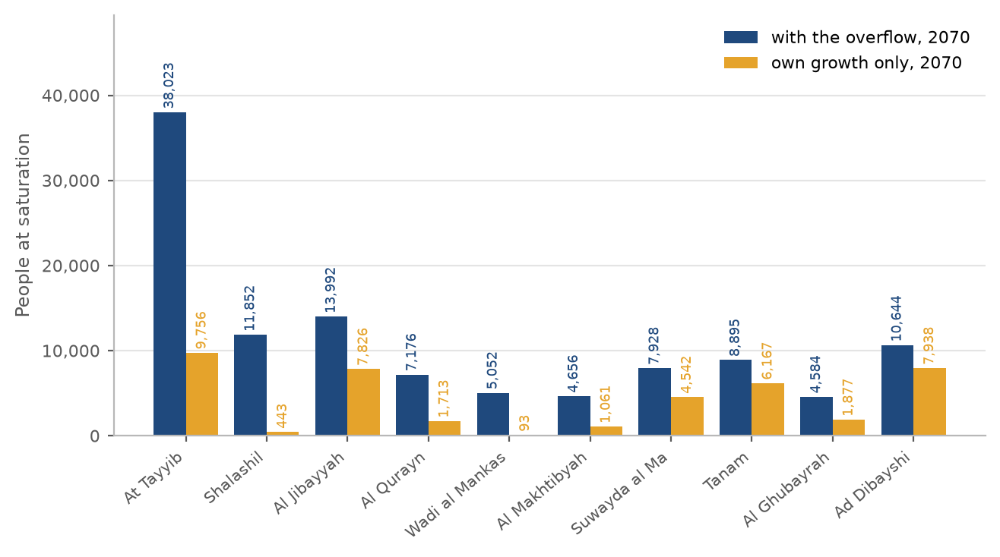 with the overflow, 2070
own growth only, 2070
People at saturation
40,000
30,000
20,000
10,000
0
38,023
9,756
11,852
443
13,992
7,826
7,176
1,713
5,052
93
4,656
1,061
7,928
4,542
8,895
6,167
4,584
1,877
10,644
7,938
At Tayyib
Shalashil
Al Jibayyah
Al Qurayn
Wadi al Mankas
Al Makhtibyah
Suwayda al Ma
Tanam
Al Ghubayrah
Ad Dibayshi